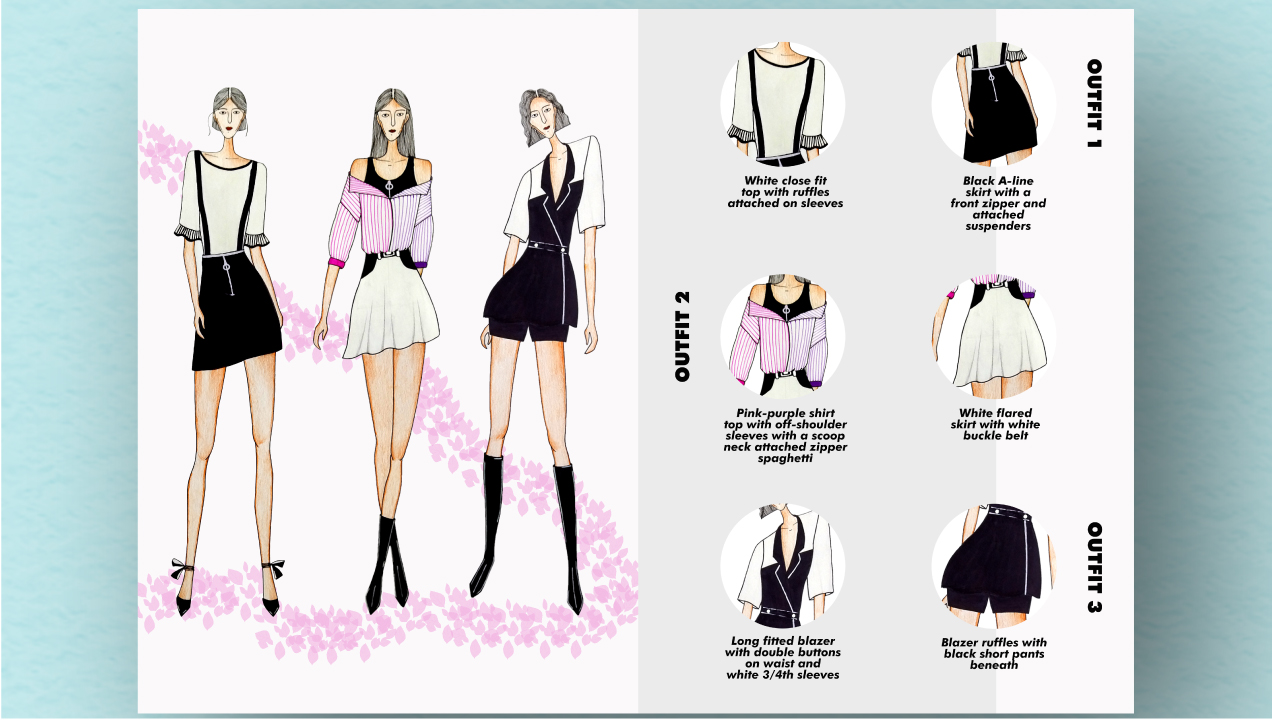 OUTFIT 1
White close fit
top with ruffles
attached on sleeves
Black A-line
skirt with a
front zipper and
attached
suspenders
OUTFIT 2
Pink-purple shirt
top with off-shoulder
sleeves with a scoop
neck attached zipper
spaghetti
White flared
skirt with white
buckle belt
OUTFIT 3
Long fitted blazer
with double buttons
on waist and
white 3/4th sleeves
Blazer ruffles with
black short pants
beneath